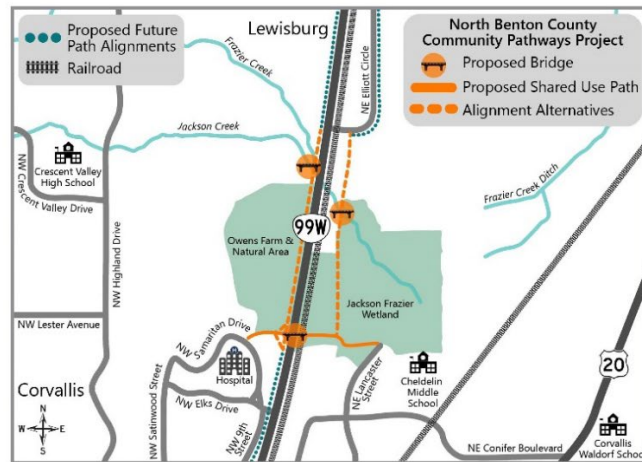 Proposed Future
Path Alignments
Railroad
Lewisburg
North Benton County
Community Pathways Project
Proposed Bridge
Proposed Shared Use Path
Alignment Alternatives
Frazier
Creek
NE Elliott Circle
Jackson Creek
Crescent Valley
High School
NW Crescent Valley Drive
NW Highland Drive
Frazier Creek Ditch
99W
Owens Farm &
Natural Area
Jackson Frazier
Wetland
NW Lester Avenue
NW Samaritan Drive
Hospital
NW Satinwood Street
NW Elks Drive
NW 9th Street
NE Lancaster
Street
Cheldelin
Middle
School
20
Corvallis
N
W
E
S
NE Conifer Boulevard
Corvallis
Waldorf School